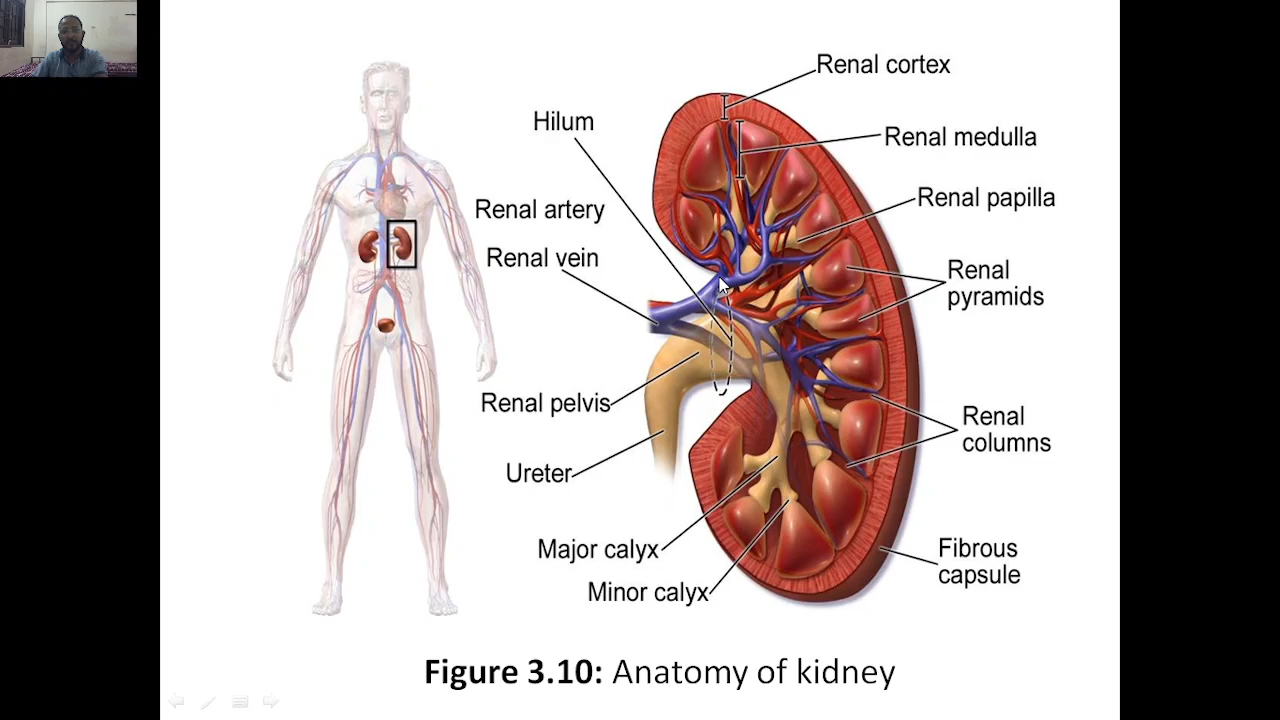 Renal cortex
Hilum
Renal medulla
Renal papilla
Renal artery
Renal vein
Renal
pyramids
Renal pelvis
Renal
columns
Ureter
Major calyx
Fibrous
capsule
Minor calyx
Figure 3.10: Anatomy of kidney